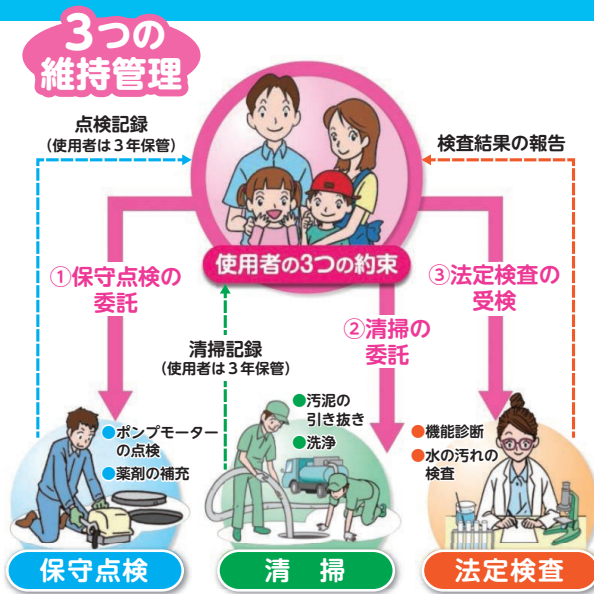 3つの
維持管理
点検記録
(使用者は3年保管)
検査結果の報告
使用者の3つの約束
①保守点検の
委託
③法定検査の
受検
②清掃の
委託
清掃記録
(使用者は3年保管)
●ポンプモーター
の点検
●薬剤の補充
●汚泥の
引き抜き
●洗浄
●機能診断
●水の汚れの
検査
保守点検
清　掃
法定検査